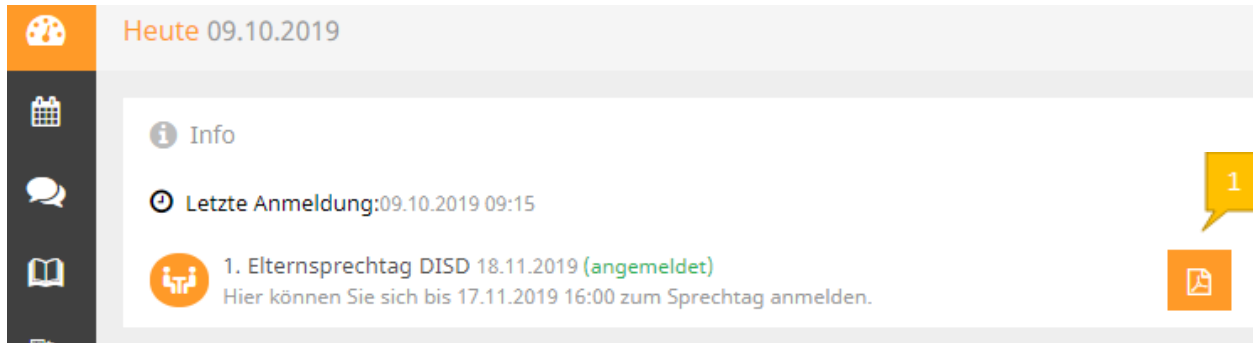 Heute 09.10.2019
Info
Letzte Anmeldung:09.10.2019 09:15
1
1. Elternsprechtag DISD 18.11.2019 (angemeldet)
Hier können Sie sich bis 17.11.2019 16:00 zum Sprechtag anmelden.